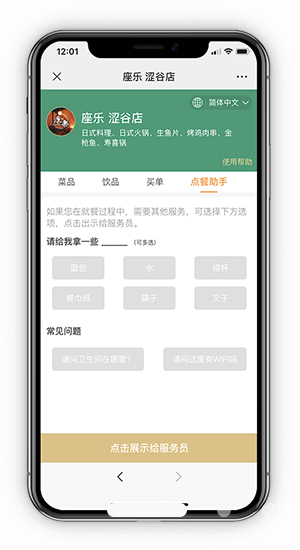 12:01
座乐 涩谷店
座乐 涩谷店
简体中文
日式料理、日式火锅、生鱼片、烤鸡肉串、金
枪鱼、寿喜锅
使用帮助
菜品 饮品 买单 点餐助手
如果您在就餐过程中，需要其他服务，可选择下方选
项，点击出示给服务员。
请给我拿一些 ______ （可多选）
面包 水 续杯
餐巾纸 碟子 叉子
常见问题
请问卫生间在哪里？ 请问这里有WIFI吗
点击展示给服务员